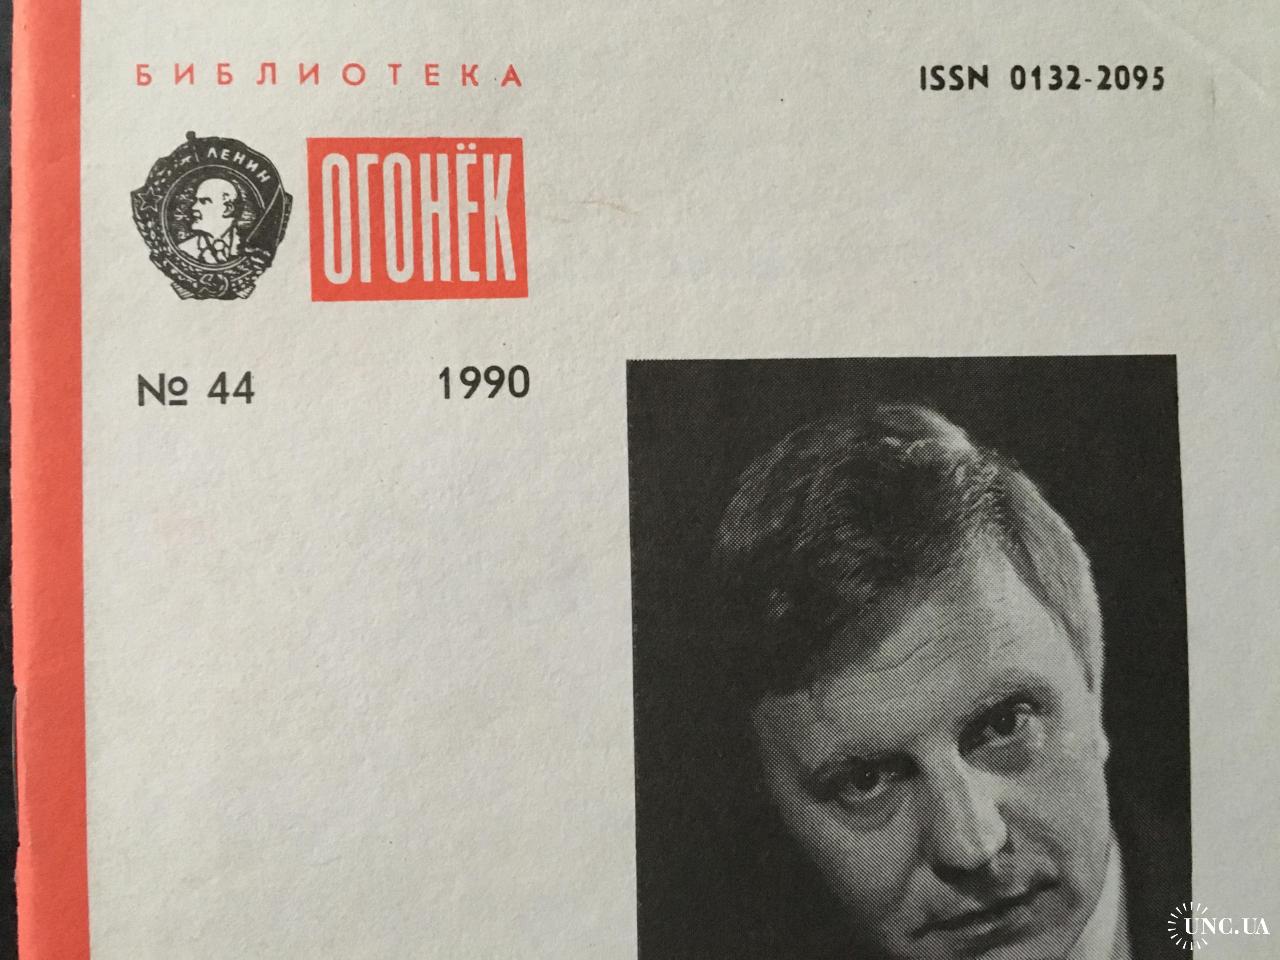 БИБЛИОТЕКА
ISSN 0132-2095
ЛЕНИН
ОГОНЁК
№ 44
1990
UNC.UA